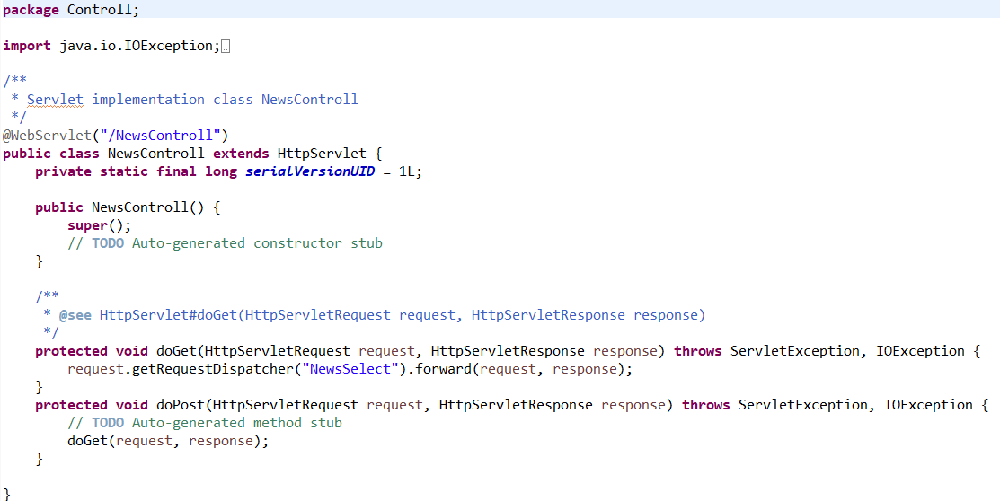 package Controll;
import java.io.IOException;
/**
 * Servlet implementation class NewsControll
 */
@WebServlet("/NewsControll")
public class NewsControll extends HttpServlet {
    private static final long serialVersionUID = 1L;
    public NewsControll() {
        super();
        // TODO Auto-generated constructor stub
    }
    /**
     * @see HttpServlet#doGet(HttpServletRequest request, HttpServletResponse response)
     */
    protected void doGet(HttpServletRequest request, HttpServletResponse response) throws ServletException, IOException {
        request.getRequestDispatcher("NewsSelect").forward(request, response);
    }
    protected void doPost(HttpServletRequest request, HttpServletResponse response) throws ServletException, IOException {
        // TODO Auto-generated method stub
        doGet(request, response);
    }
}